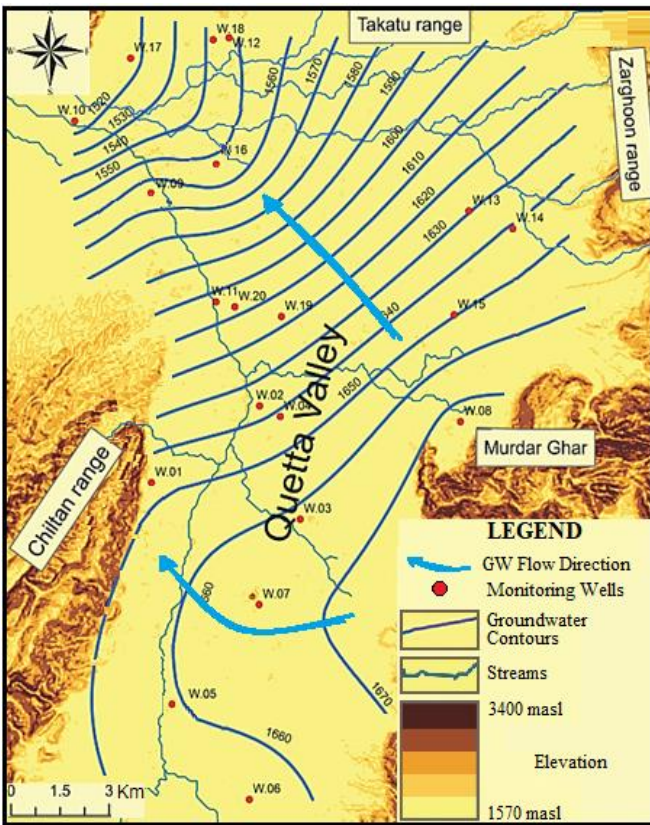 N
W
E
S
Takatu range
Zarghoon range
W.18
W.12
W.17
W.10
1520
1530
1540
1550
1560
1570
1580
1590
1600
1610
1620
1630
W.16
W.09
W.13
W.14
W.11
W.20
W.19
640
W.15
Quetta Valley
1650
W.02
W.04
W.08
Murdar Ghar
Chiltan range
W.01
W.03
W.07
560
W.05
1660
1670
W.06
0 1.5 3 Km
LEGEND
GW Flow Direction
Monitoring Wells
Groundwater
Contours
Streams
3400 masl
Elevation
1570 masl